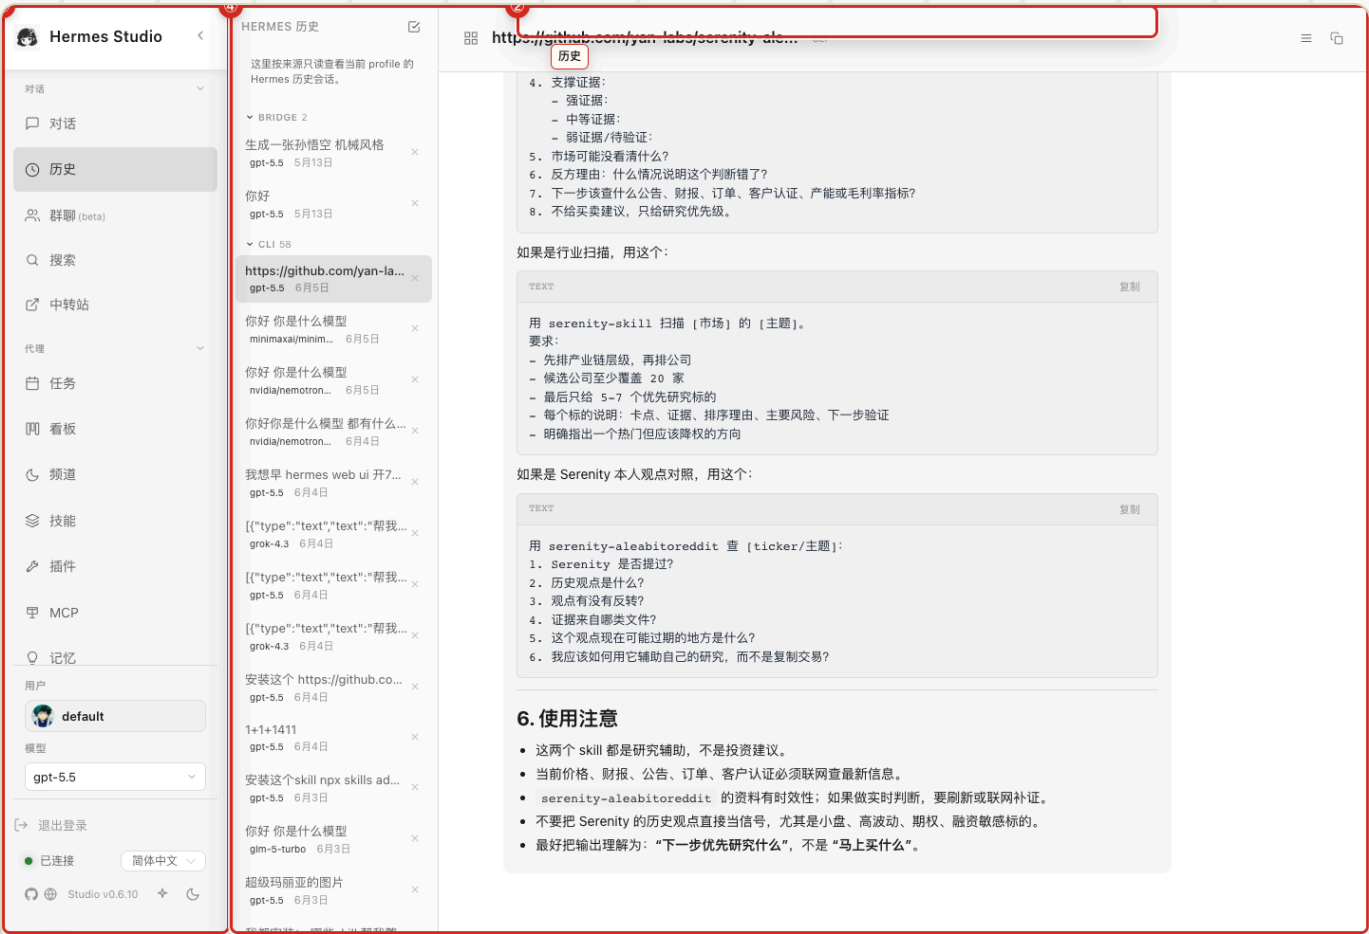 Hermes Studio
对话
对话
历史
群聊 (beta)
搜索
中转站
代理
任务
看板
频道
技能
插件
MCP
记忆
用户
default
模型
gpt-5.5
退出登录
已连接
简体中文
Studio v0.6.10
④
HERMES 历史
这里按来源只读查看当前 profile 的
Hermes 历史会话。
BRIDGE 2
生成一张孙悟空 机械风格
gpt-5.5 5月13日
你好
gpt-5.5 5月13日
CLI 58
https://github.com/yan-la...
gpt-5.5 6月5日
你好 你是什么模型
minimaxai/minim... 6月5日
你好 你是什么模型
nvidia/nemotron... 6月5日
你好你是什么模型 都有什么...
nvidia/nemotron... 6月4日
我想早 hermes web ui 开7...
gpt-5.5 6月4日
[{"type":"text","text":"帮我...
grok-4.3 6月4日
[{"type":"text","text":"帮我...
gpt-5.5 6月4日
[{"type":"text","text":"帮我...
grok-4.3 6月4日
安装这个 https://github.co...
gpt-5.5 6月4日
1+1+1411
gpt-5.5 6月4日
安装这个skill npx skills ad...
gpt-5.5 6月3日
你好 你是什么模型
glm-5-turbo 6月3日
超级玛丽亚的图片
gpt-5.5 6月3日
②
https://github.com/yan-labs/serenity-ale...
CLI
历史
4. 支撑证据：
- 强证据：
- 中等证据：
- 弱证据/待验证：
5. 市场可能没看清什么？
6. 反方理由：什么情况说明这个判断错了？
7. 下一步该查什么公告、财报、订单、客户认证、产能或毛利率指标？
8. 不给买卖建议，只给研究优先级。
如果是行业扫描，用这个：
TEXT 复制
用 serenity-skill 扫描 [市场] 的 [主题]。
要求：
- 先排产业链层级，再排公司
- 候选公司至少覆盖 20 家
- 最后只给 5-7 个优先研究标的
- 每个标的说明：卡点、证据、排序理由、主要风险、下一步验证
- 明确指出一个热门但应该降权的方向
如果是 Serenity 本人观点对照，用这个：
TEXT 复制
用 serenity-aleabitoreddit 查 [ticker/主题]：
1. Serenity 是否提过？
2. 历史观点是什么？
3. 观点有没有反转？
4. 证据来自哪类文件？
5. 这个观点现在可能过期的地方是什么？
6. 我应该如何用它辅助自己的研究，而不是复制交易？
6. 使用注意
• 这两个 skill 都是研究辅助，不是投资建议。
• 当前价格、财报、公告、订单、客户认证必须联网查最新信息。
• serenity-aleabitoreddit 的资料有时效性；如果做实时判断，要刷新或联网补证。
• 不要把 Serenity 的历史观点直接当信号，尤其是小盘、高波动、期权、融资敏感标的。
• 最好把输出理解为：“下一步优先研究什么”，不是 “马上买什么”。